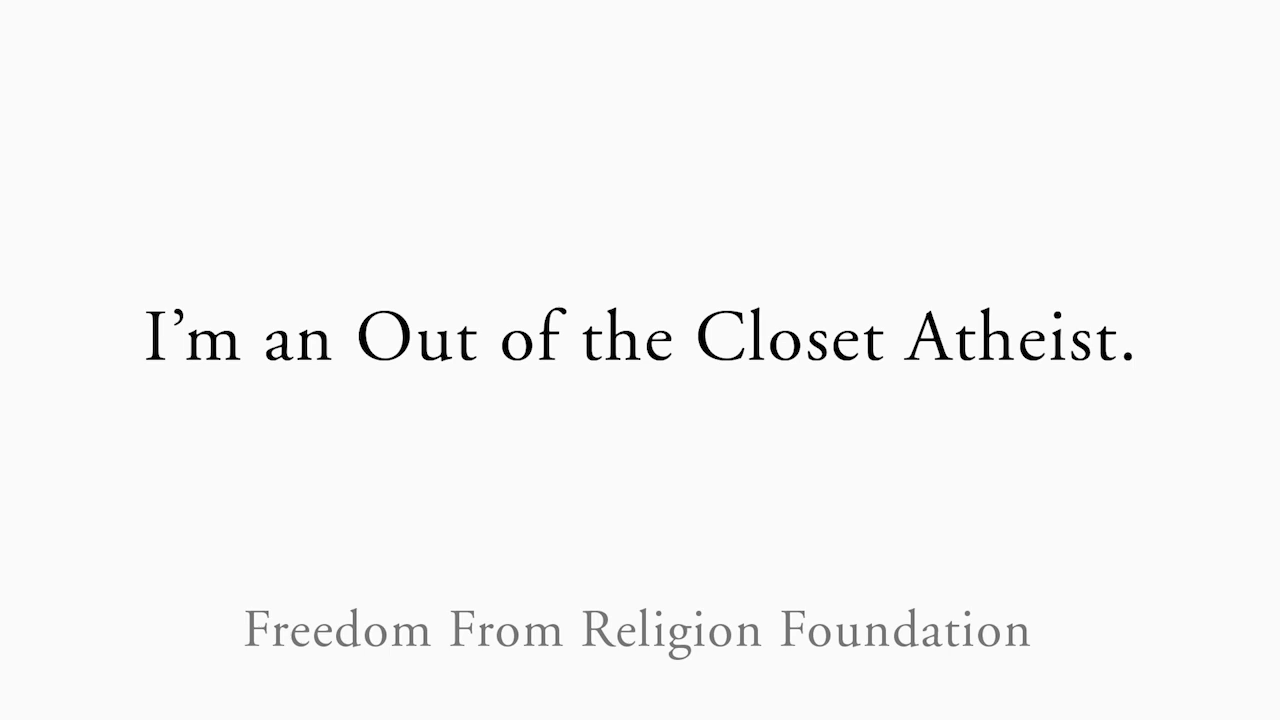 I’m an Out of the Closet Atheist.
Freedom From Religion Foundation